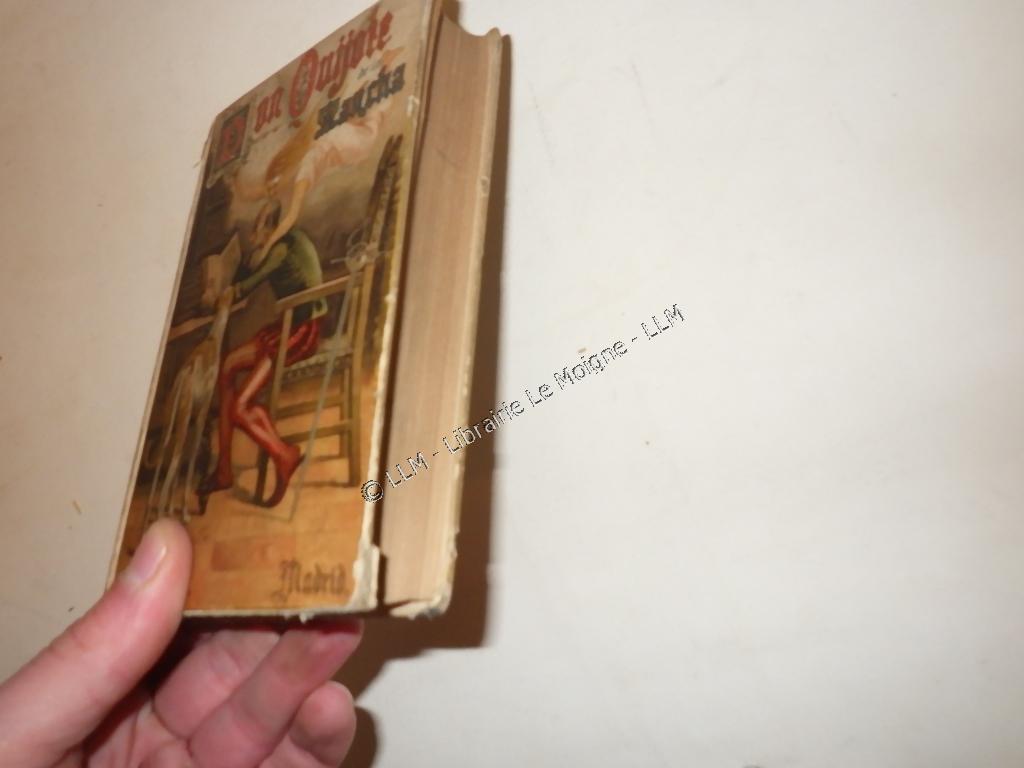 Don Quijote
de la
Mancha
Madrid.
© LLM - Librairie Le Moigne - LLM